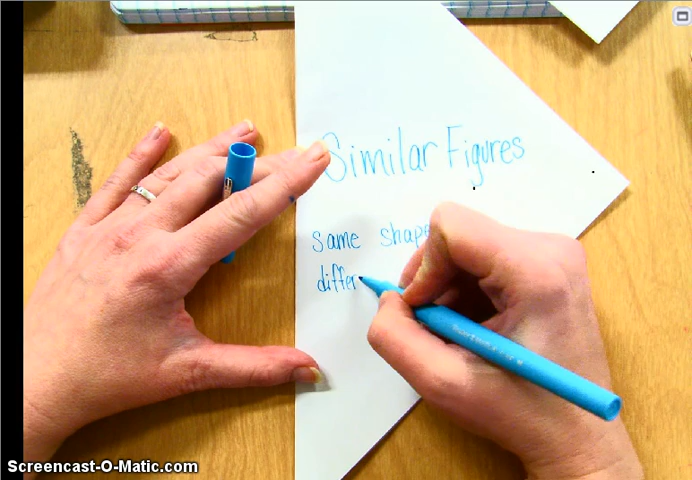 Similar Figures
same shape
differ
Screencast-O-Matic.com